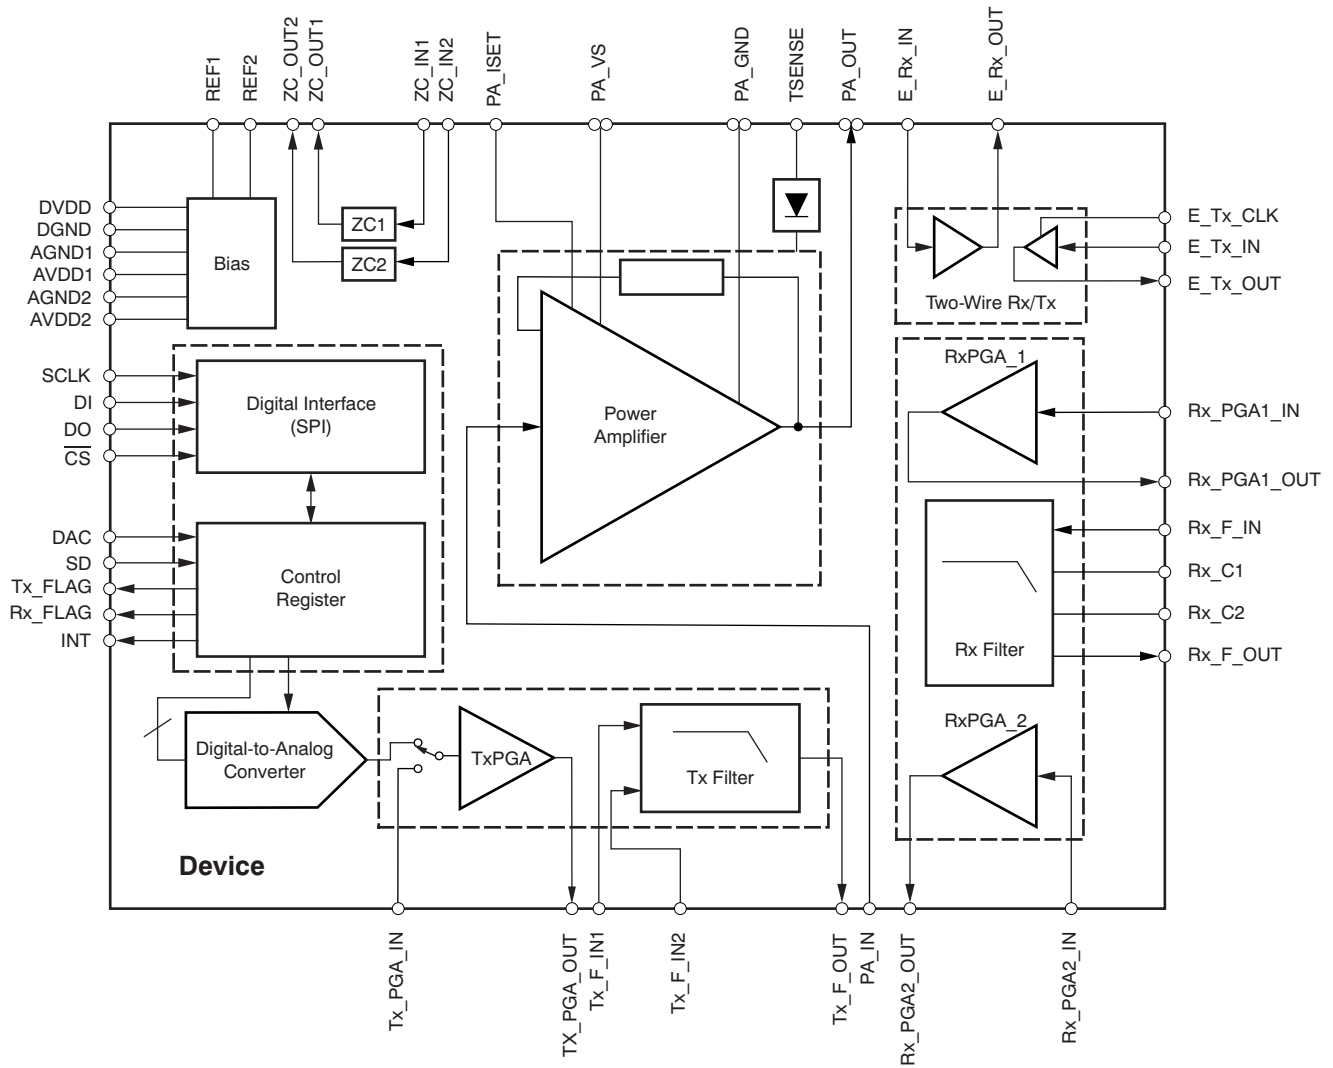 REF1
REF2
ZC_OUT2
ZC_OUT1
ZC_IN1
ZC_IN2
PA_ISET
PA_VS
PA_GND
TSENSE
PA_OUT
E_Rx_IN
E_Rx_OUT
DVDD
DGND
AGND1
AVDD1
AGND2
AVDD2
Bias
ZC1
ZC2
E_Tx_CLK
E_Tx_IN
E_Tx_OUT
Two-Wire Rx/Tx
SCLK
DI
DO
CS
Digital Interface
(SPI)
Power
Amplifier
RxPGA_1
Rx_PGA1_IN
Rx_PGA1_OUT
Rx_F_IN
Rx_C1
Rx_C2
Rx_F_OUT
Rx Filter
DAC
SD
Tx_FLAG
Rx_FLAG
INT
Control
Register
Digital-to-Analog
Converter
TxPGA
Tx Filter
RxPGA_2
Device
Tx_PGA_IN
TX_PGA_OUT
Tx_F_IN1
Tx_F_IN2
Tx_F_OUT
PA_IN
Rx_PGA2_OUT
Rx_PGA2_IN